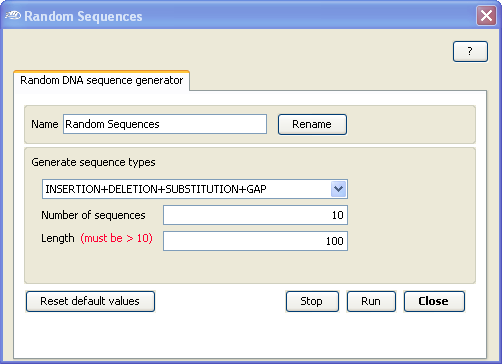 Random Sequences
?
Random DNA sequence generator
Name Random Sequences Rename
Generate sequence types
INSERTION+DELETION+SUBSTITUTION+GAP
Number of sequences 10
Length (must be > 10) 100
Reset default values Stop Run Close